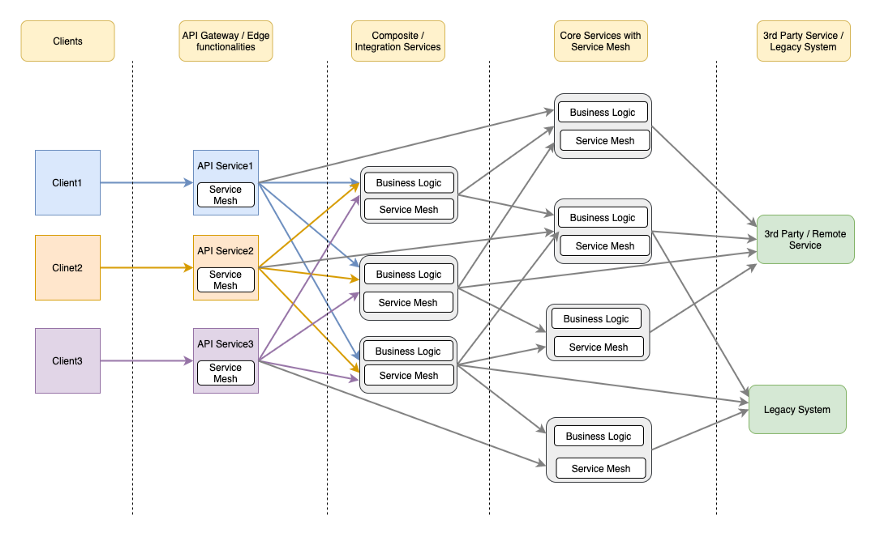 Clients
API Gateway / Edge
functionalities
Composite /
Integration Services
Core Services with
Service Mesh
3rd Party Service /
Legacy System
Client1
API Service1
Service
Mesh
Clinet2
API Service2
Service
Mesh
Client3
API Service3
Service
Mesh
Business Logic
Service Mesh
Business Logic
Service Mesh
Business Logic
Service Mesh
Business Logic
Service Mesh
Business Logic
Service Mesh
Business Logic
Service Mesh
Business Logic
Service Mesh
3rd Party / Remote
Service
Legacy System